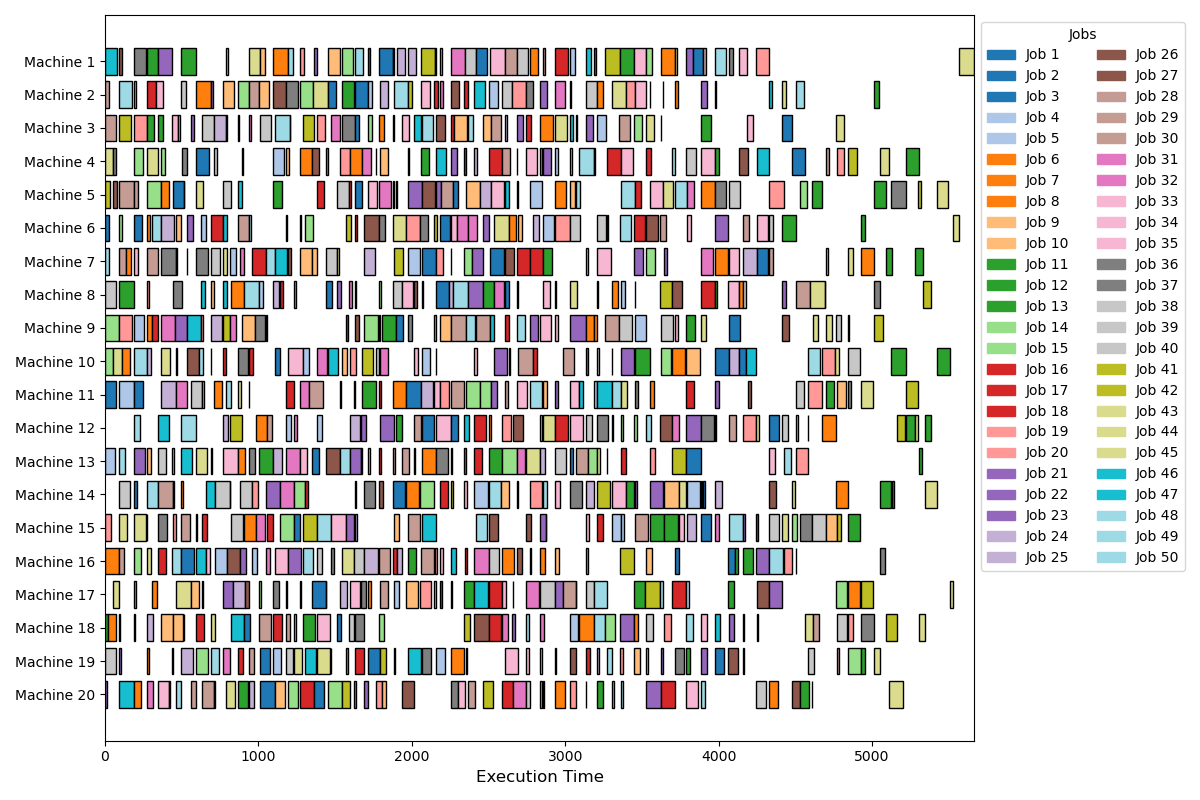 Jobs
Machine 1
Machine 2
Machine 3
Machine 4
Machine 5
Machine 6
Machine 7
Machine 8
Machine 9
Machine 10
Machine 11
Machine 12
Machine 13
Machine 14
Machine 15
Machine 16
Machine 17
Machine 18
Machine 19
Machine 20
Job 1
Job 2
Job 3
Job 4
Job 5
Job 6
Job 7
Job 8
Job 9
Job 10
Job 11
Job 12
Job 13
Job 14
Job 15
Job 16
Job 17
Job 18
Job 19
Job 20
Job 21
Job 22
Job 23
Job 24
Job 25
Job 26
Job 27
Job 28
Job 29
Job 30
Job 31
Job 32
Job 33
Job 34
Job 35
Job 36
Job 37
Job 38
Job 39
Job 40
Job 41
Job 42
Job 43
Job 44
Job 45
Job 46
Job 47
Job 48
Job 49
Job 50
0 1000 2000 3000 4000 5000
Execution Time